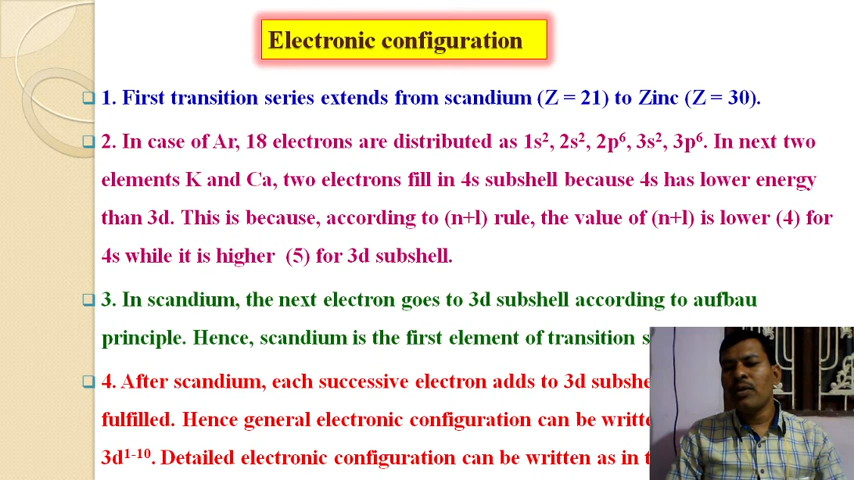 Electronic configuration
1. First transition series extends from scandium (Z = 21) to Zinc (Z = 30).
2. In case of Ar, 18 electrons are distributed as 1s², 2s², 2p⁶, 3s², 3p⁶. In next two
elements K and Ca, two electrons fill in 4s subshell because 4s has lower energy
than 3d. This is because, according to (n+l) rule, the value of (n+l) is lower (4) for
4s while it is higher (5) for 3d subshell.
3. In scandium, the next electron goes to 3d subshell according to aufbau
principle. Hence, scandium is the first element of transition
4. After scandium, each successive electron adds to 3d
fulfilled. Hence general electronic configuration can be
3d¹⁻¹⁰. Detailed electronic configuration can be written as in